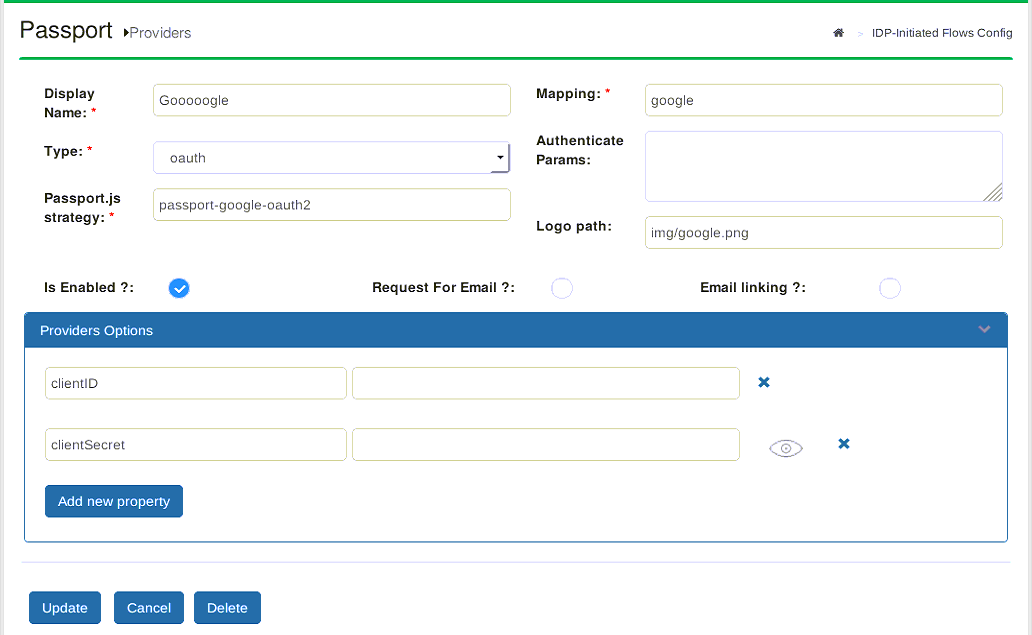 Passport Providers
> IDP-Initiated Flows Config
Display
Name: *
Gooooogle
Type: *
oauth
Passport.js
strategy: *
passport-google-oauth2
Mapping: *
google
Authenticate
Params:
Logo path:
img/google.png
Is Enabled ?:
Request For Email ?:
Email linking ?:
Providers Options
clientID
clientSecret
Add new property
Update
Cancel
Delete